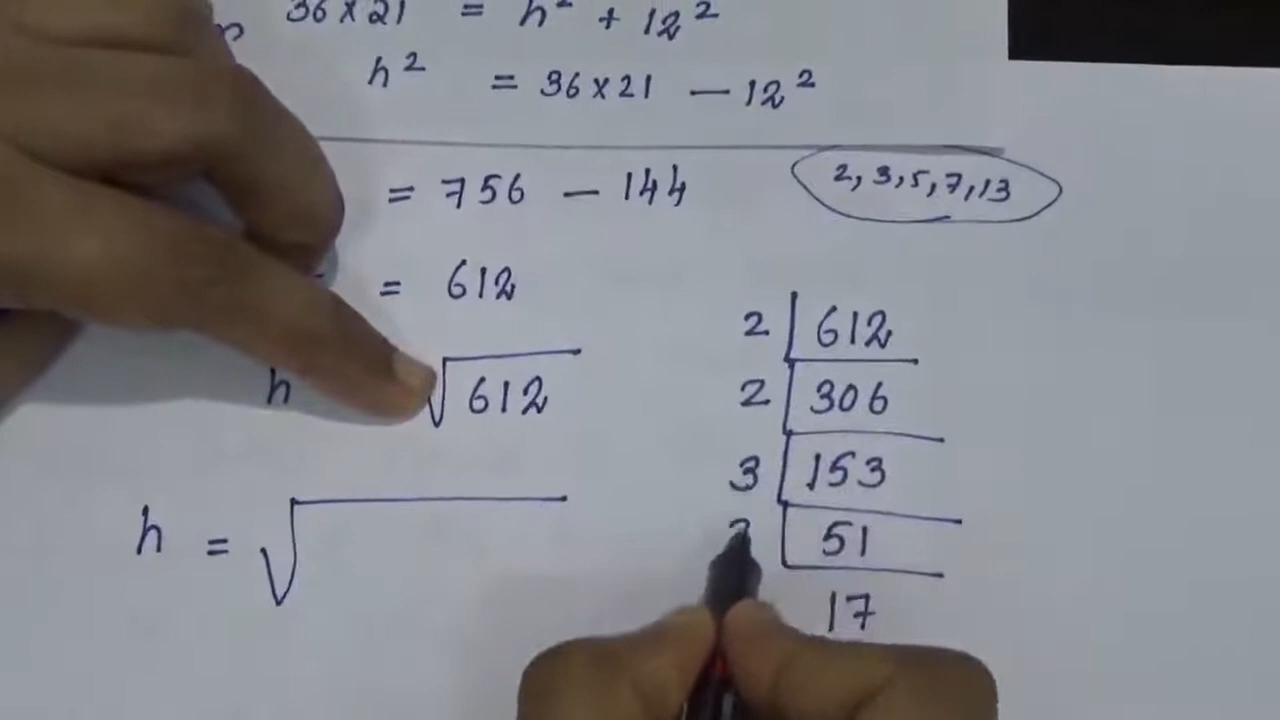 36 × 21 = h² + 12²
h² = 36 × 21 – 12²
= 756 – 144
2, 3, 5, 7, 13
= 612
h √612
h = √
2 | 612
2 | 306
3 | 153
3 | 51
17